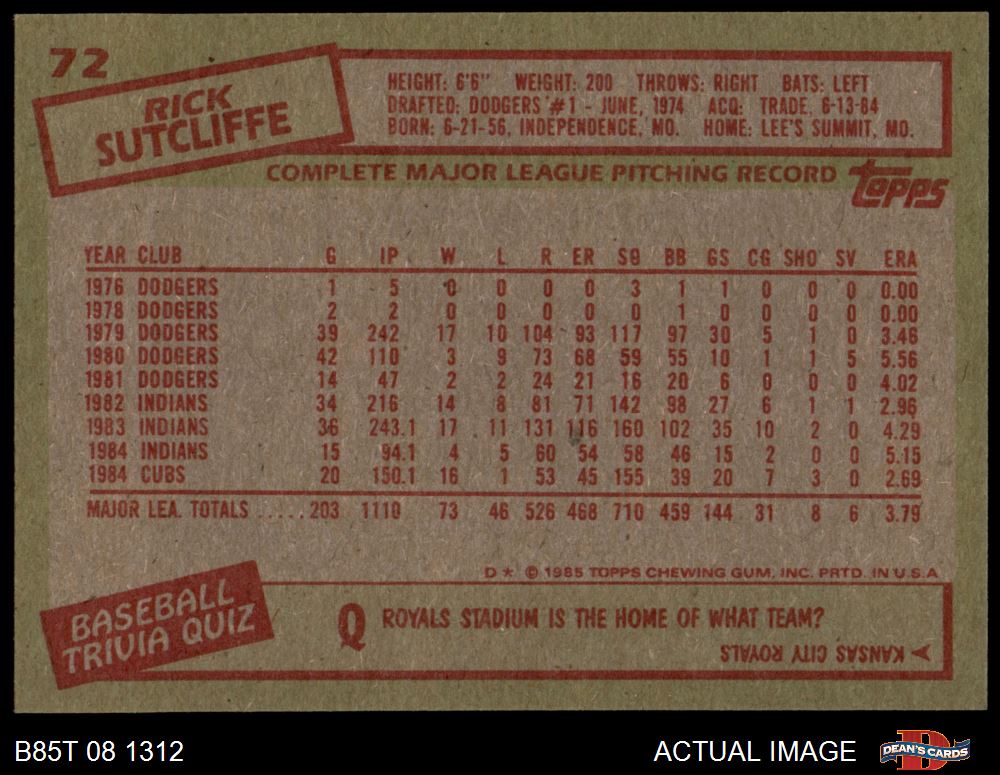 72
RICK
SUTCLIFFE
HEIGHT: 6'6" WEIGHT: 200 THROWS: RIGHT BATS: LEFT
DRAFTED: DODGERS #1 - JUNE, 1974 ACQ: TRADE, 6-13-84
BORN: 6-21-56, INDEPENDENCE, MO. HOME: LEE'S SUMMIT, MO.
COMPLETE MAJOR LEAGUE PITCHING RECORD topps
YEAR CLUB G IP W L R ER SO BB GS CG SHO SV ERA
1976 DODGERS 1 5 0 0 0 0 3 1 1 0 0 0 0.00
1978 DODGERS 2 2 0 0 0 0 0 1 0 0 0 0 0.00
1979 DODGERS 39 242 17 10 104 93 117 97 30 5 1 0 3.46
1980 DODGERS 42 110 3 9 73 68 59 55 10 1 1 5 5.56
1981 DODGERS 14 47 2 2 24 21 16 20 6 0 0 0 4.02
1982 INDIANS 34 216 14 8 81 71 142 98 27 6 1 1 2.96
1983 INDIANS 36 243.1 17 11 131 116 160 102 35 10 2 0 4.29
1984 INDIANS 15 94.1 4 5 60 54 58 46 15 2 0 0 5.15
1984 CUBS 20 150.1 16 1 53 45 155 39 20 7 3 0 2.69
MAJOR LEA. TOTALS .....203 1110 73 46 526 468 710 459 144 31 8 6 3.79
D* © 1985 TOPPS CHEWING GUM, INC. PRTD. IN U.S.A.
BASEBALL
TRIVIA QUIZ
Q ROYALS STADIUM IS THE HOME OF WHAT TEAM?
KANSAS CITY ROYALS
B85T 08 1312 ACTUAL IMAGE DEAN'S CARDS